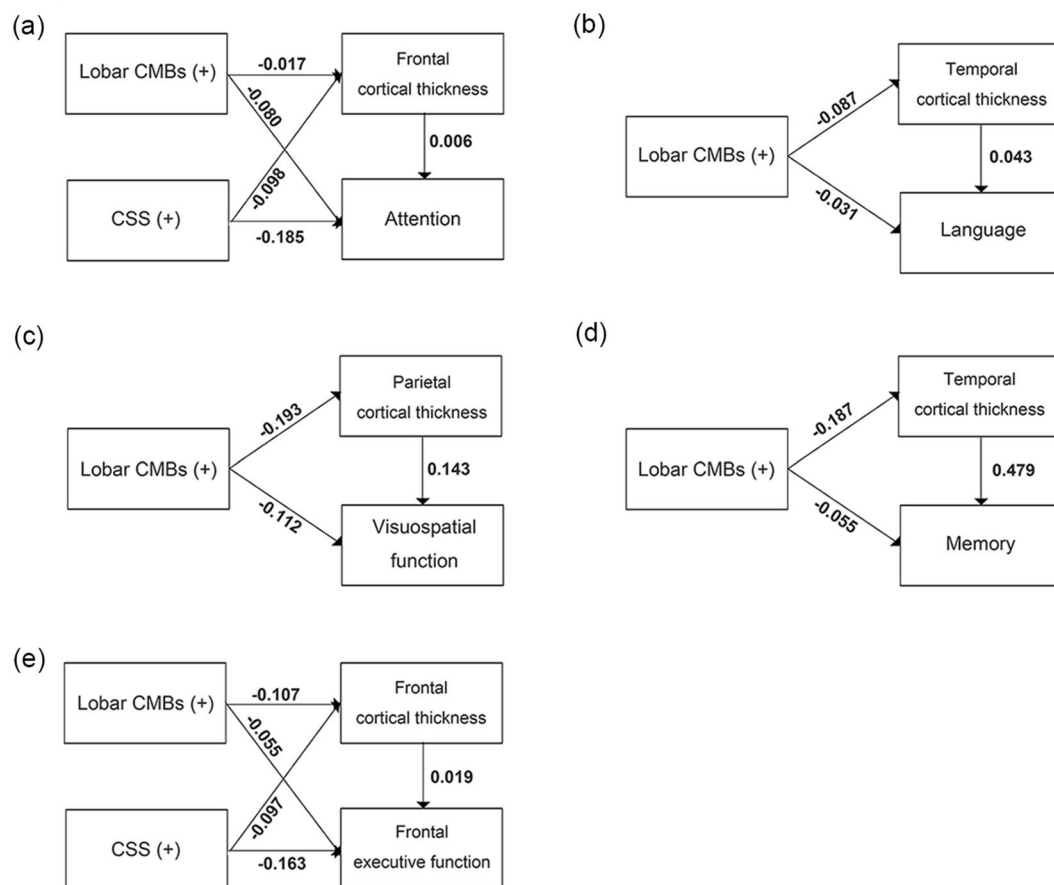 (a)
Lobar CMBs (+)
-0.017
Frontal
cortical thickness
-0.080
0.006
-0.098
CSS (+)
-0.185
Attention
(b)
Temporal
cortical thickness
-0.087
Lobar CMBs (+)
0.043
-0.031
Language
(c)
Parietal
cortical thickness
-0.193
Lobar CMBs (+)
0.143
-0.112
Visuospatial
function
(d)
Temporal
cortical thickness
-0.187
Lobar CMBs (+)
0.479
-0.055
Memory
(e)
Lobar CMBs (+)
-0.107
Frontal
cortical thickness
-0.055
0.019
-0.097
CSS (+)
-0.163
Frontal
executive function